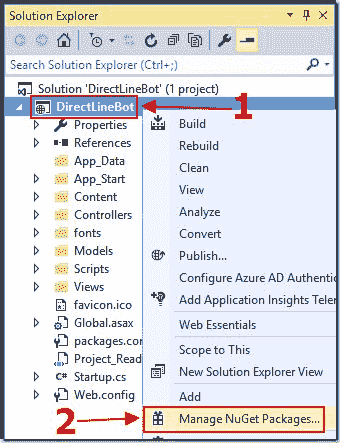 Solution Explorer
Search Solution Explorer (Ctrl+;)
Solution 'DirectLineBot' (1 project)
DirectLineBot
1
Properties
References
App_Data
App_Start
Content
Controllers
fonts
Models
Scripts
Views
favicon.ico
Global.asax
packages.con
Project_Read
Startup.cs
Web.config
Build
Rebuild
Clean
View
Analyze
Convert
Publish...
Configure Azure AD Authentic
Add Application Insights Telem
Web Essentials
Scope to This
New Solution Explorer View
Add
2
Manage NuGet Packages...